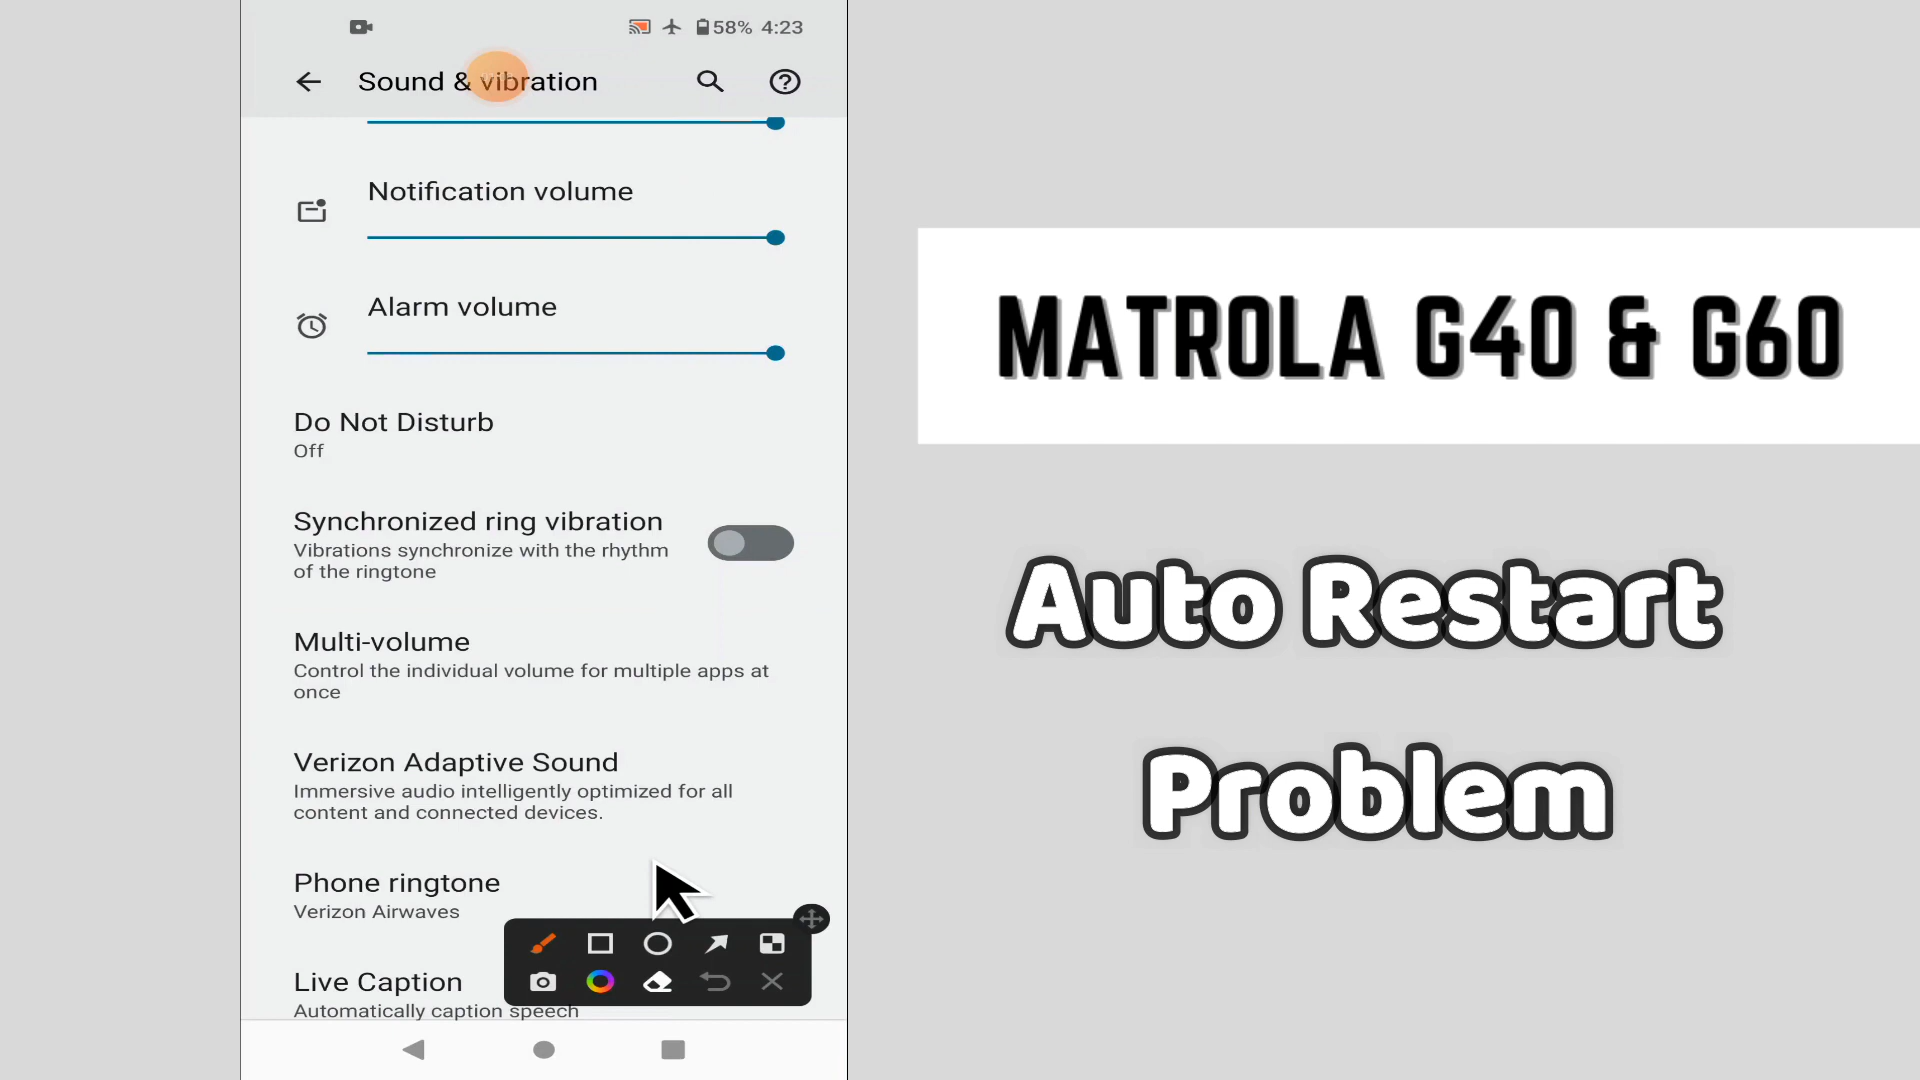 58% 4:23
Sound & vibration
Notification volume
Alarm volume
Do Not Disturb
Off
Synchronized ring vibration
Vibrations synchronize with the rhythm
of the ringtone
Multi-volume
Control the individual volume for multiple apps at
once
Verizon Adaptive Sound
Immersive audio intelligently optimized for all
content and connected devices.
Phone ringtone
Verizon Airwaves
Live Caption
Automatically caption speech
MATROLA G40 & G60
Auto Restart
Problem